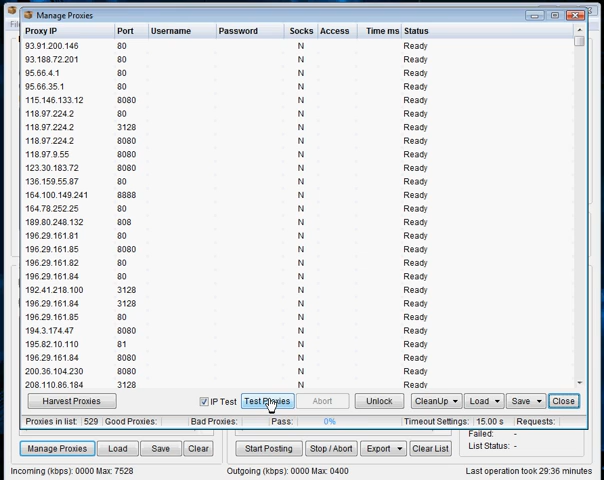 Manage Proxies
Proxy IP Port Username Password Socks Access Time ms Status
93.91.200.146 80 N Ready
93.188.72.201 80 N Ready
95.66.4.1 80 N Ready
95.66.35.1 80 N Ready
115.146.133.12 8080 N Ready
118.97.224.2 80 N Ready
118.97.224.2 3128 N Ready
118.97.224.2 8080 N Ready
118.97.9.55 8080 N Ready
123.30.183.72 8080 N Ready
136.159.55.87 80 N Ready
164.100.149.241 8888 N Ready
164.78.252.25 80 N Ready
189.80.248.132 808 N Ready
196.29.161.81 80 N Ready
196.29.161.85 8080 N Ready
196.29.161.82 80 N Ready
196.29.161.84 80 N Ready
192.41.218.100 3128 N Ready
196.29.161.84 3128 N Ready
196.29.161.85 80 N Ready
194.3.174.47 8080 N Ready
195.82.10.110 81 N Ready
196.29.161.84 8080 N Ready
200.36.104.230 8080 N Ready
208.110.86.184 3128 N Ready
Harvest Proxies IP Test Test Proxies Abort Unlock CleanUp Load Save Close
Proxies in list: 529 Good Proxies: Bad Proxies: Pass: 0% Timeout Settings: 15.00 s Requests:
Failed: -
Manage Proxies Load Save Clear Start Posting Stop / Abort Export Clear List List Status: -
Incoming (kbps): 0000 Max: 7528 Outgoing (kbps): 0000 Max: 0400 Last operation took 29:36 minutes